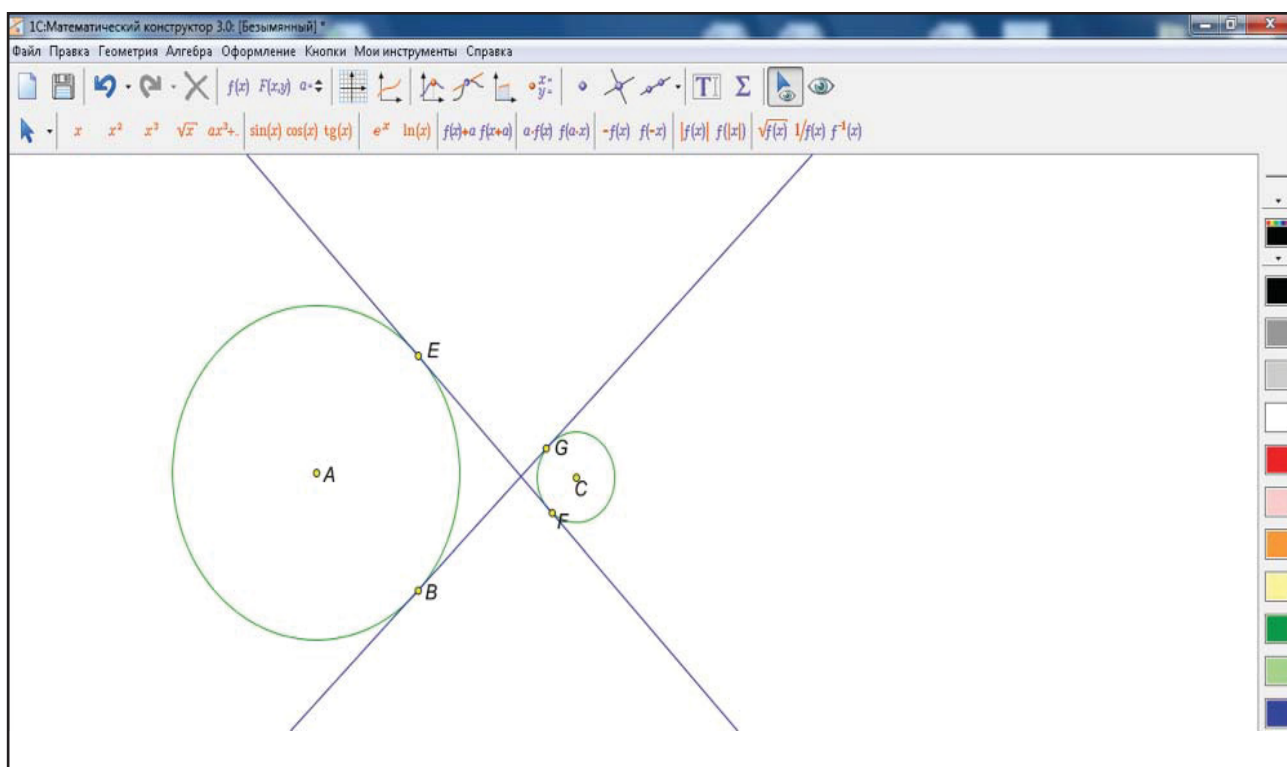 1С:Математический конструктор 3.0: [Безымянный] *
Файл Правка Геометрия Алгебра Оформление Кнопки Мои инструменты Справка
f(x) F(x,y) a= x= y= T Σ
x x² x³ √x ax³+.. sin(x) cos(x) tg(x) eˣ ln(x) f(x)+a f(x+a) a·f(x) f(a·x) -f(x) f(-x) |f(x)| f(|x|) √f(x) 1/f(x) f⁻¹(x)
E
G
A
C
F
B